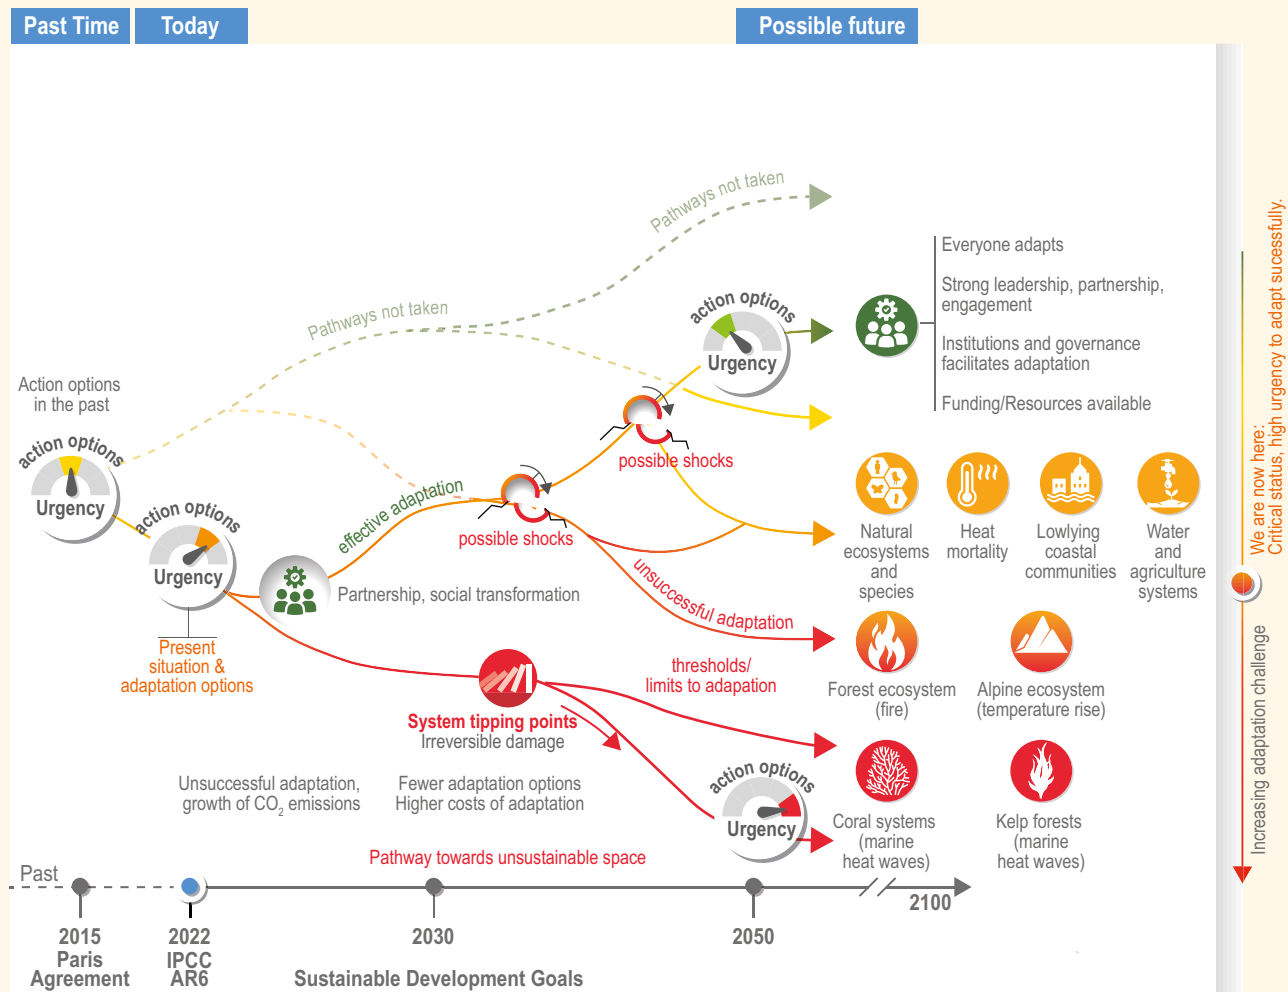 Past Time
Today
Possible future
Pathways not taken
Pathways not taken
Action options
in the past
action options
Urgency
action options
Urgency
Present
situation &
adaptation options
effective adaptation
Partnership, social transformation
possible shocks
possible shocks
action options
Urgency
Everyone adapts
Strong leadership, partnership,
engagement
Institutions and governance
facilitates adaptation
Funding/Resources available
Natural
ecosystems
and
species
Heat
mortality
Lowlying
coastal
communities
Water
and
agriculture
systems
unsuccessful adaptation
thresholds/
limits to adapation
Forest ecosystem
(fire)
Alpine ecosystem
(temperature rise)
System tipping points
Irreversible damage
Unsuccessful adaptation,
growth of CO2 emissions
Fewer adaptation options
Higher costs of adaptation
action options
Urgency
Coral systems
(marine
heat waves)
Kelp forests
(marine
heat waves)
Pathway towards unsustainable space
Past
2100
2015
Paris
Agreement
2022
IPCC
AR6
2030
2050
Sustainable Development Goals
We are now here:
Critical status, high urgency to adapt sucessfully.
Increasing adaptation challenge